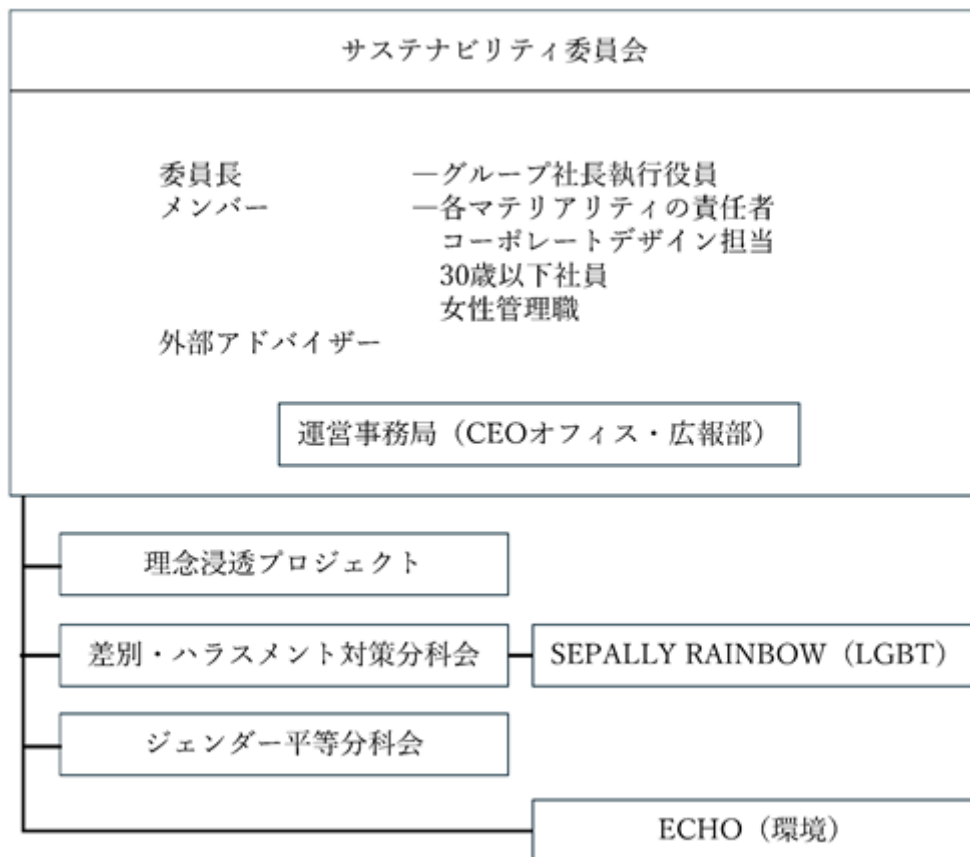 サステナビリティ委員会
委員長 ―グループ社長執行役員
メンバー ―各マテリアリティの責任者
コーポレートデザイン担当
30歳以下社員
女性管理職
外部アドバイザー
運営事務局（CEOオフィス・広報部）
理念浸透プロジェクト
差別・ハラスメント対策分科会 SEPALLY RAINBOW（LGBT）
ジェンダー平等分科会
ECHO（環境）